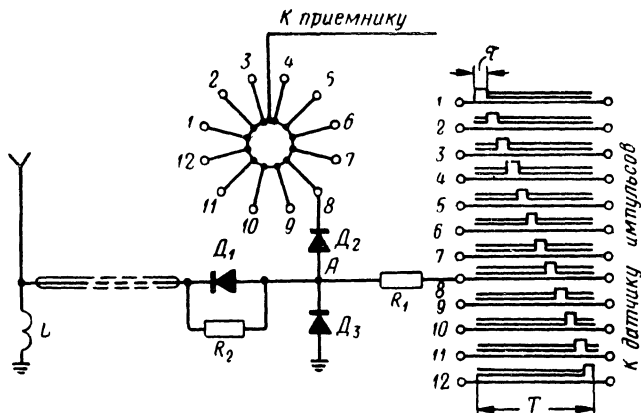 К приемнику
τ
3 4
2 5
1 6
12 7
11 8
10 9
Д₂
Д₁ А
R₂ R₁
Д₃
L
1
2
3
4
5
6
7
8
9
10
11
12
T
К датчику импульсов